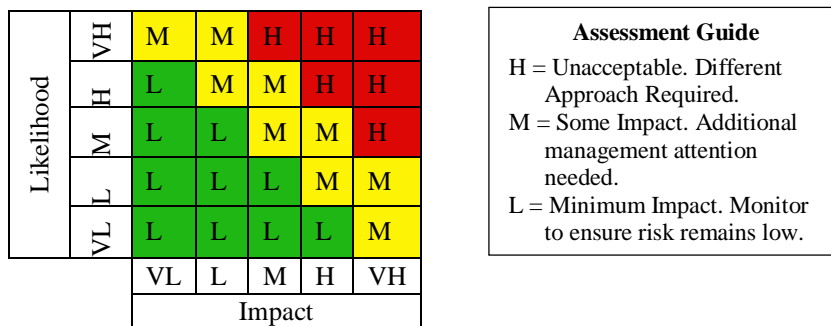 Likelihood
VH M M H H H
H L M M H H
M L L M M H
L L L L M M
VL L L L L M
VL L M H VH
Impact
Assessment Guide
H = Unacceptable. Different
Approach Required.
M = Some Impact. Additional
management attention
needed.
L = Minimum Impact. Monitor
to ensure risk remains low.